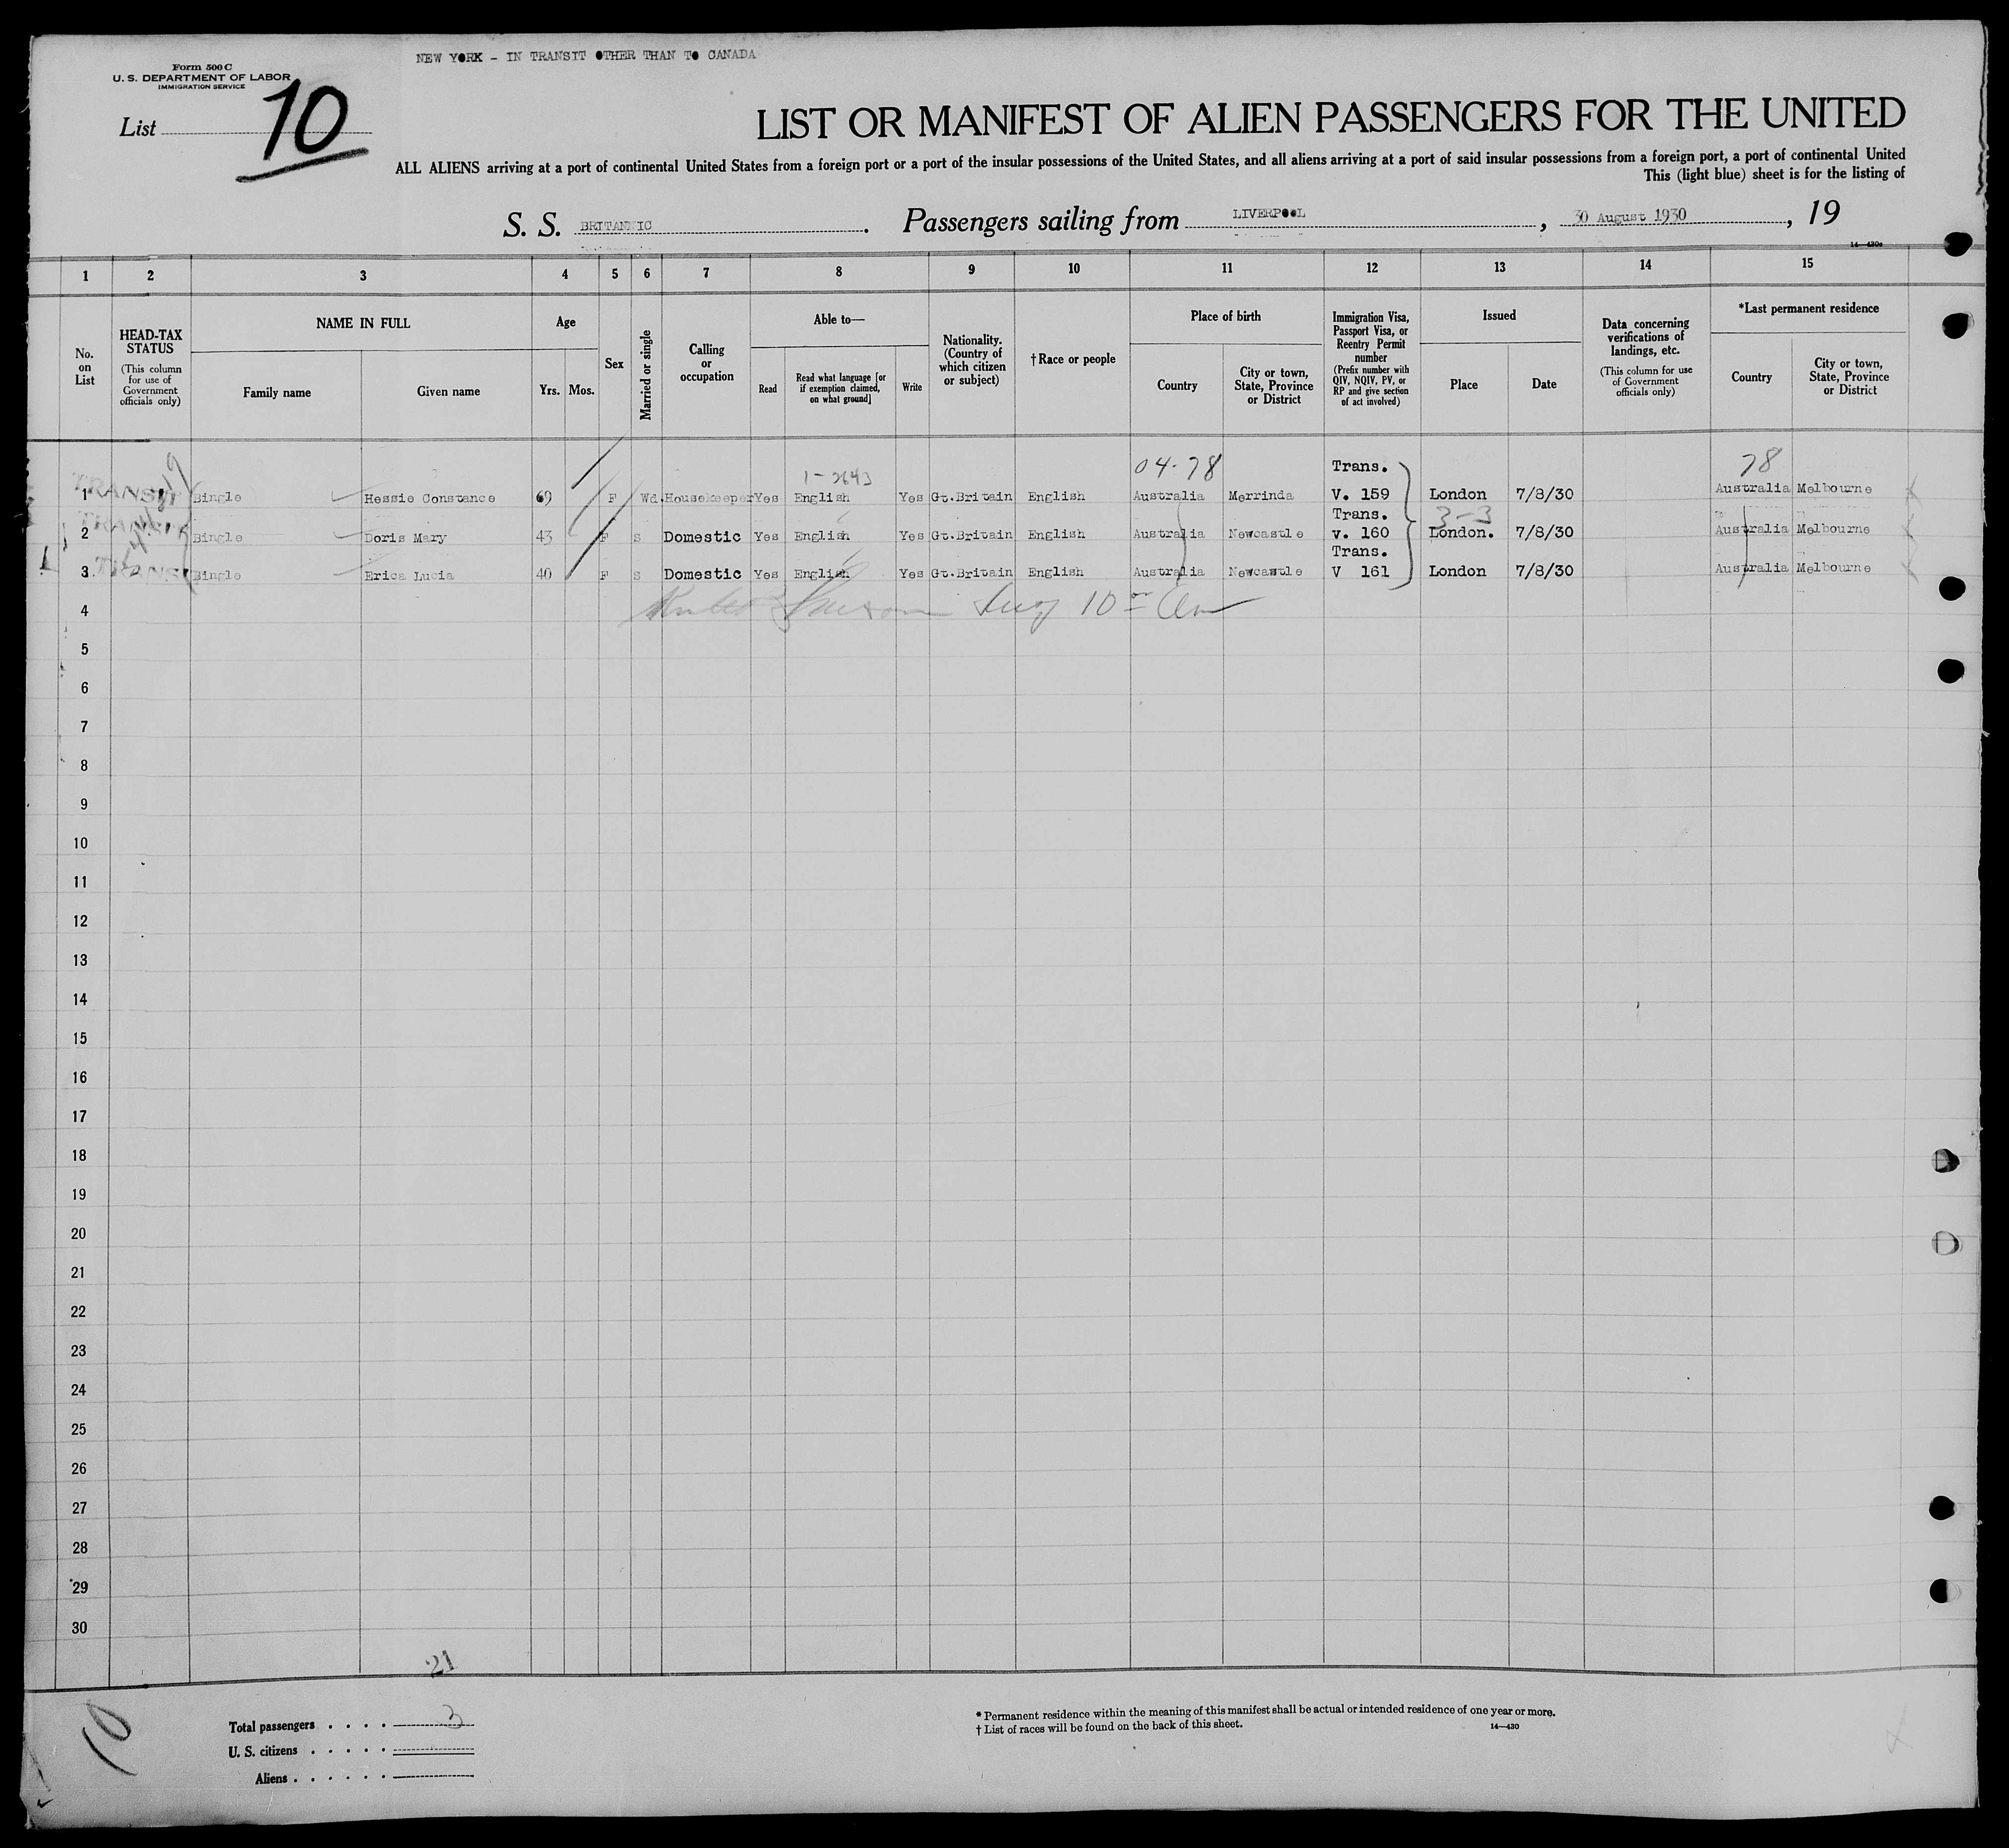 NEW YORK - IN TRANSIT OTHER THAN TO CANADA
Form 500 C
U. S. DEPARTMENT OF LABOR
IMMIGRATION SERVICE
List 10
LIST OR MANIFEST OF ALIEN PASSENGERS FOR THE UNITED
ALL ALIENS arriving at a port of continental United States from a foreign port or a port of the insular possessions of the United States, and all aliens arriving at a port of said insular possessions from a foreign port, a port of continental United
This (light blue) sheet is for the listing of
S. S. BRITANNIC. Passengers sailing from LIVERPOOL, 30 August 1930, 19
14—430c
1 2 3 4 5 6 7 8 9 10 11 12 13 14 15
No. on List
HEAD-TAX STATUS
(This column for use of Government officials only)
NAME IN FULL
Family name Given name
Age
Yrs. Mos.
Sex
Married or single
Calling or occupation
Able to—
Read Read what language [or if exemption claimed, on what ground] Write
Nationality. (Country of which citizen or subject)
†Race or people
Place of birth
Country City or town, State, Province or District
Immigration Visa, Passport Visa, or Reentry Permit number
(Prefix number with QIV, NQIV, PV, or RP and give section of act involved)
Issued
Place Date
Data concerning verifications of landings, etc.
(This column for use of Government officials only)
*Last permanent residence
Country City or town, State, Province or District
1-2643 04-78 Trans. 78
TRANSIT
1 Bingle Hessie Constance 69 F Wd. Housekeeper Yes English Yes Gt.Britain English Australia Merrinda V. 159 London 7/8/30 Australia Melbourne
TRANSIT Trans. 3-3
2 Bingle Doris Mary 43 F S Domestic Yes English Yes Gt.Britain English Australia Newcastle v. 160 London. 7/8/30 Australia Melbourne
TRANSIT Trans.
3 Bingle Erica Lucia 40 F S Domestic Yes English Yes Gt.Britain English Australia Newcastle V 161 London 7/8/30 Australia Melbourne
4 10
5
6
7
8
9
10
11
12
13
14
15
16
17
18
19
20
21
22
23
24
25
26
27
28
29
30
21
10
Total passengers . . . . 3
U. S. citizens . . . . .
Aliens . . . . . .
* Permanent residence within the meaning of this manifest shall be actual or intended residence of one year or more.
† List of races will be found on the back of this sheet.
14—430